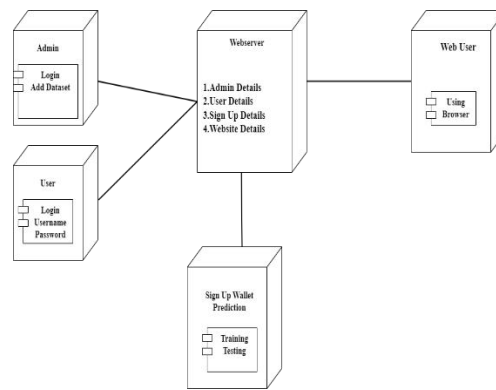 Admin
Login
Add Dataset
User
Login
Username
Password
Webserver
1.Admin Details
2.User Details
3.Sign Up Details
4.Website Details
Web User
Using
Browser
Sign Up Wallet
Prediction
Training
Testing